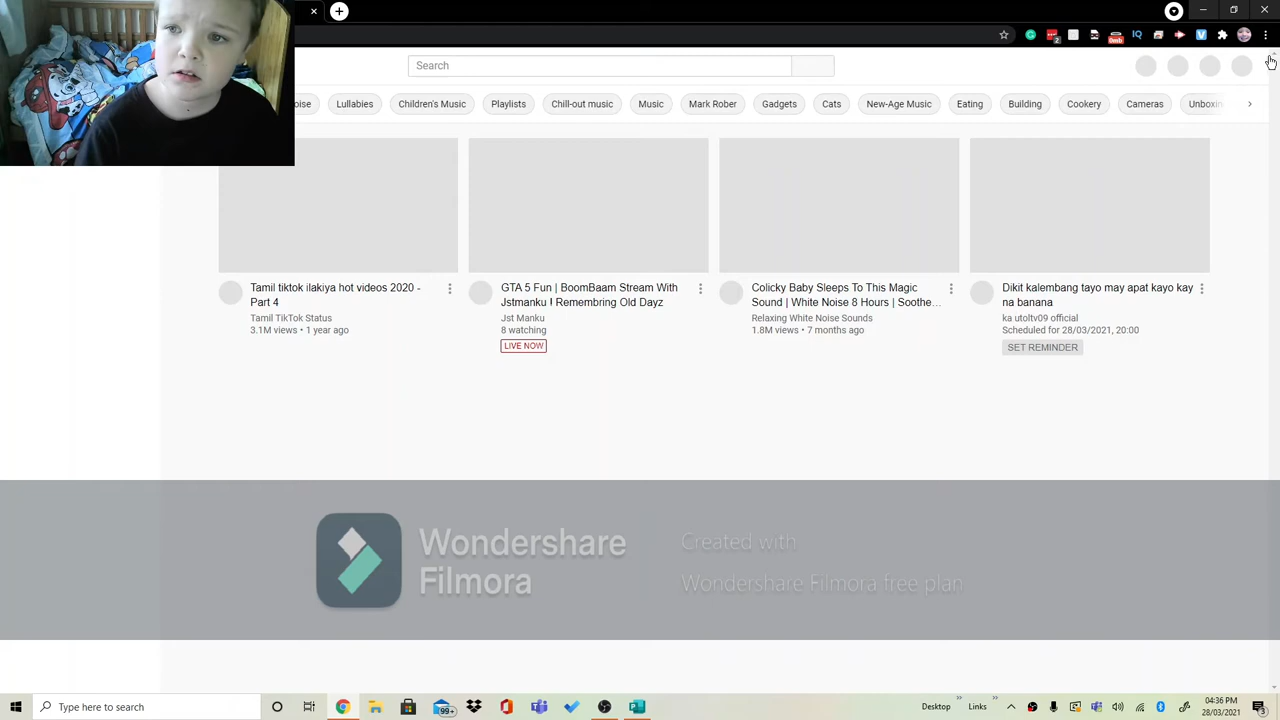 Search
Lullabies
Children's Music
Playlists
Chill-out music
Music
Mark Rober
Gadgets
Cats
New-Age Music
Eating
Building
Cookery
Cameras
Tamil tiktok ilakiya hot videos 2020 -
Part 4
Tamil TikTok Status
3.1M views • 1 year ago
GTA 5 Fun | BoomBaam Stream With
Jstmanku ! Remembring Old Dayz
Jst Manku
8 watching
LIVE NOW
Colicky Baby Sleeps To This Magic
Sound | White Noise 8 Hours | Soothe...
Relaxing White Noise Sounds
1.8M views • 7 months ago
Dikit kalembang tayo may apat kayo kay
na banana
ka utoltv09 official
Scheduled for 28/03/2021, 20:00
SET REMINDER
Wondershare
Filmora
Created with
Wondershare Filmora free plan
Type here to search
99+
Desktop
Links
04:36 PM
28/03/2021
3